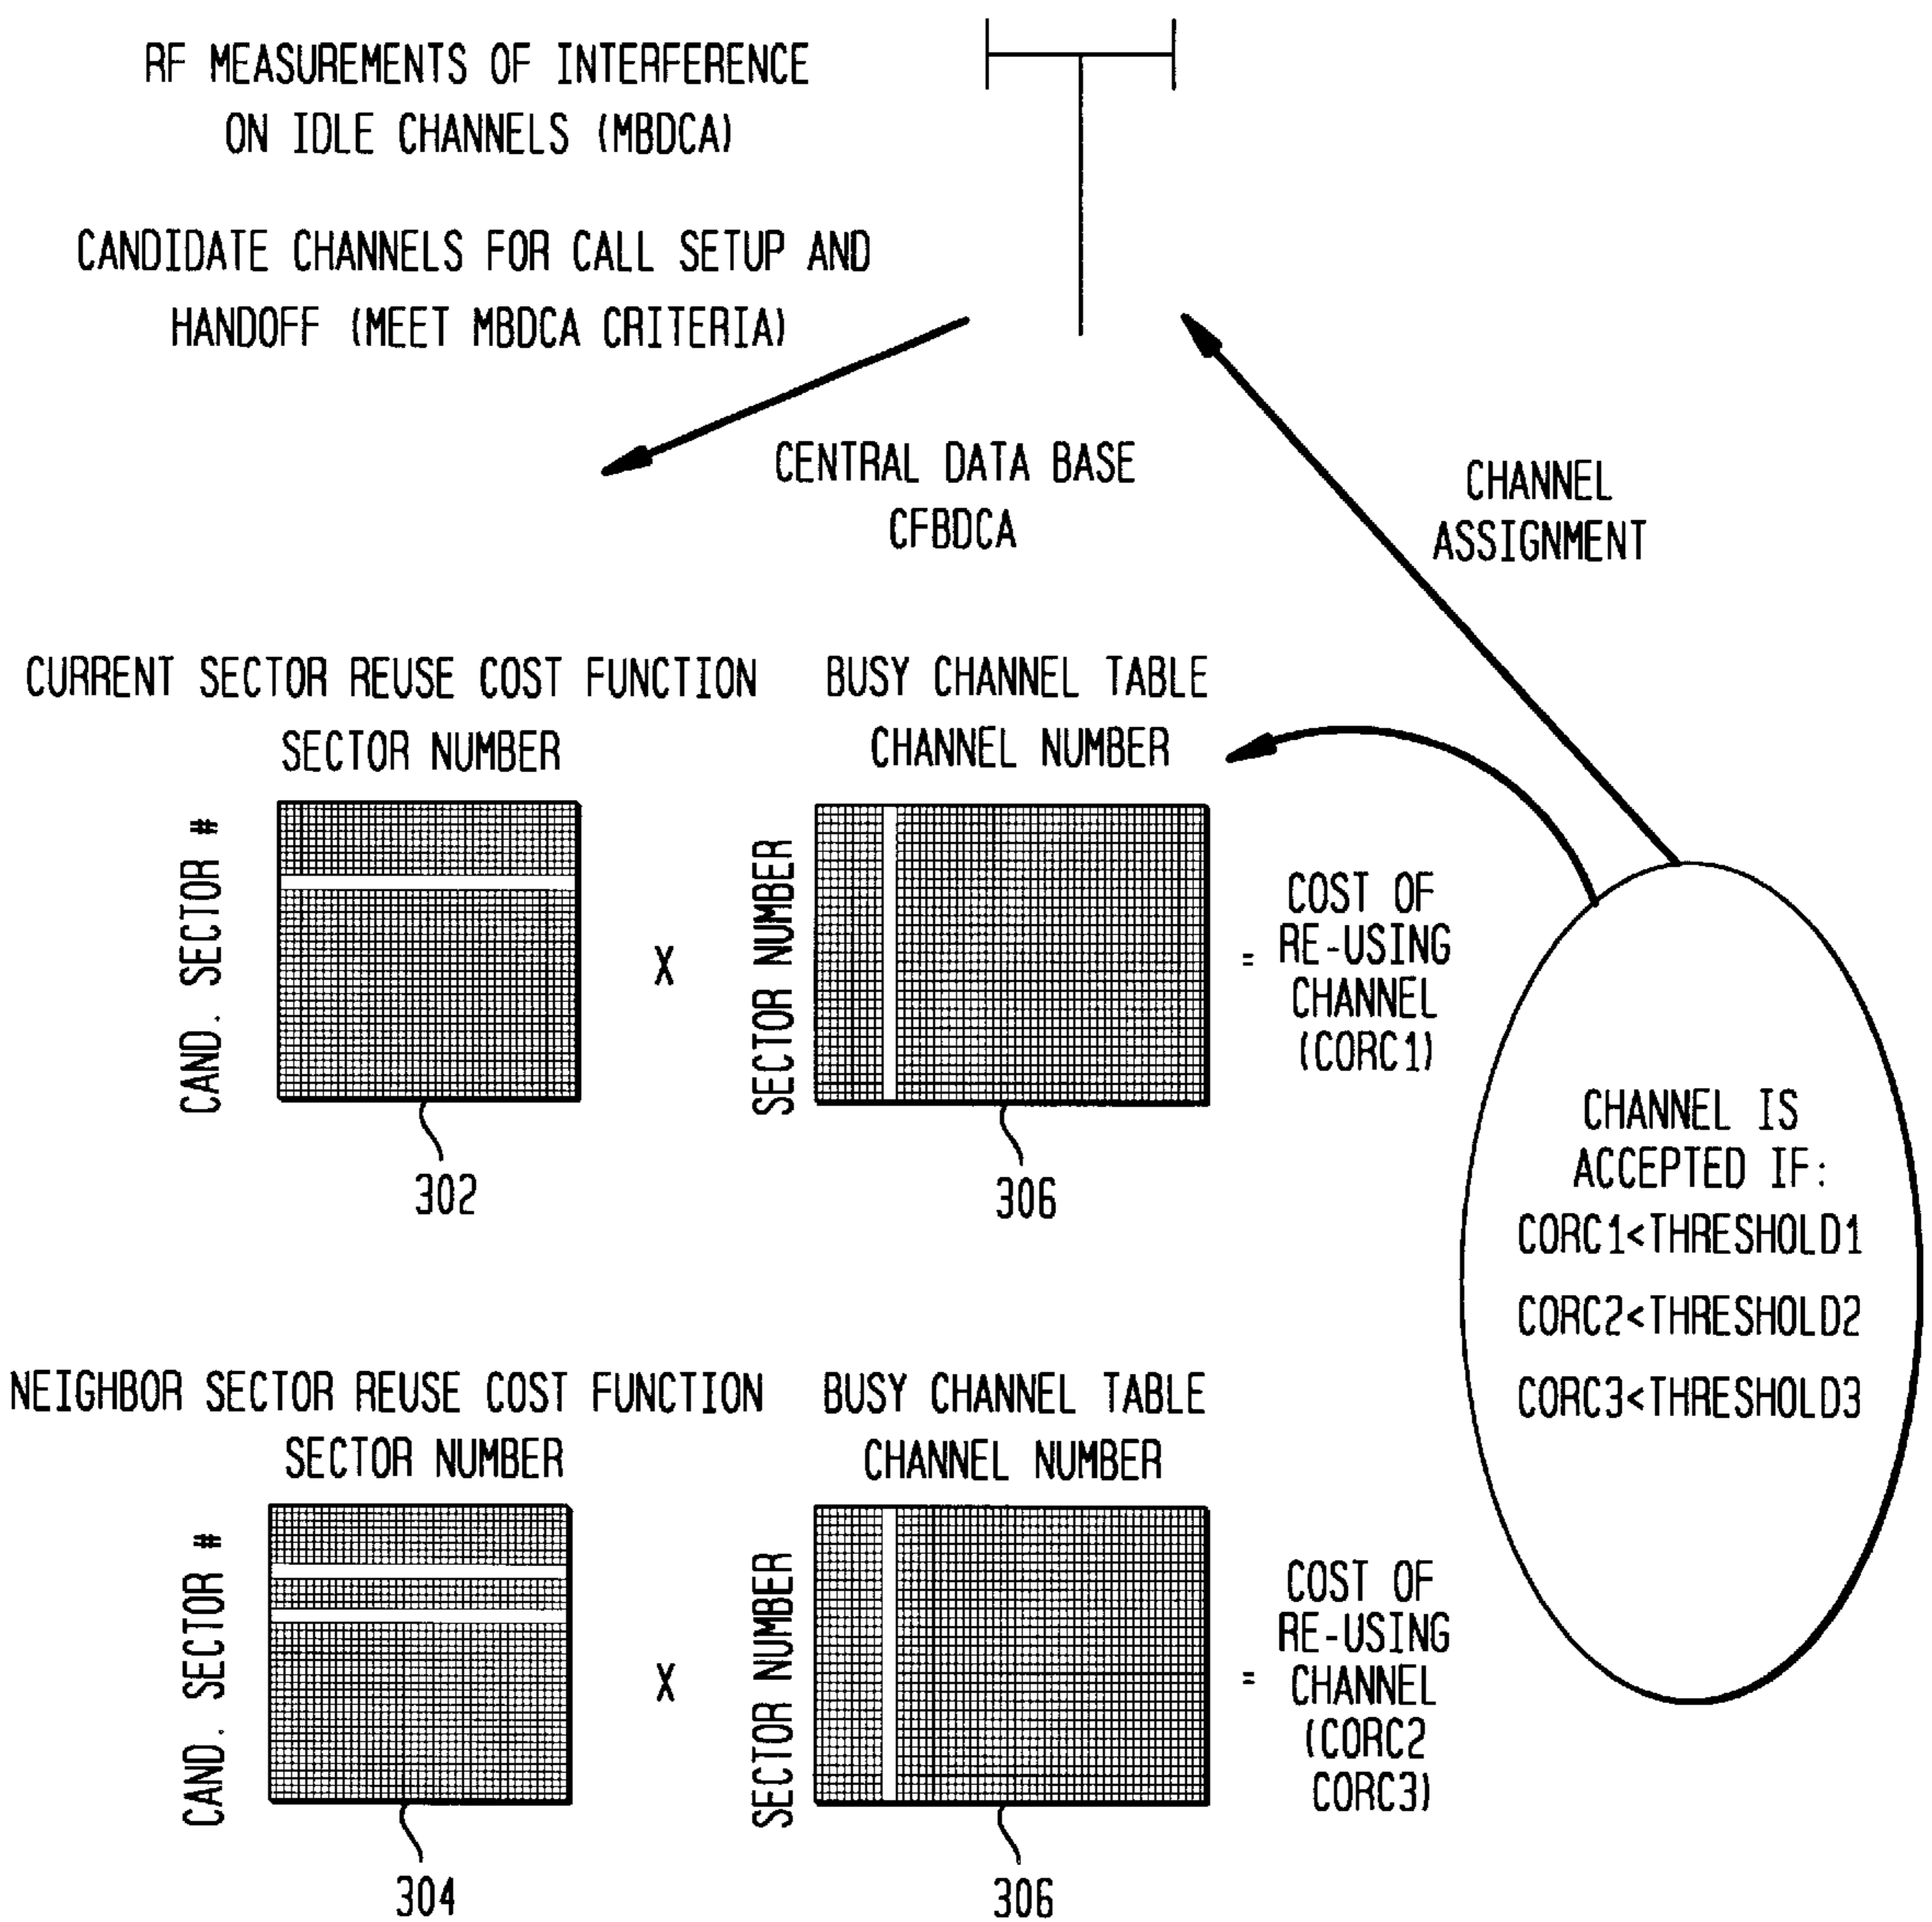 RF MEASUREMENTS OF INTERFERENCE
ON IDLE CHANNELS (MBDCA)
CANDIDATE CHANNELS FOR CALL SETUP AND
HANDOFF (MEET MBDCA CRITERIA)
CENTRAL DATA BASE
CFBDCA
CHANNEL
ASSIGNMENT
CURRENT SECTOR REUSE COST FUNCTION
SECTOR NUMBER
CAND. SECTOR #
302
X
BUSY CHANNEL TABLE
CHANNEL NUMBER
SECTOR NUMBER
306
= COST OF
RE-USING
CHANNEL
(CORC1)
CHANNEL IS
ACCEPTED IF:
CORC1<THRESHOLD1
CORC2<THRESHOLD2
CORC3<THRESHOLD3
NEIGHBOR SECTOR REUSE COST FUNCTION
SECTOR NUMBER
CAND. SECTOR #
304
X
BUSY CHANNEL TABLE
CHANNEL NUMBER
SECTOR NUMBER
306
= COST OF
RE-USING
CHANNEL
(CORC2
CORC3)